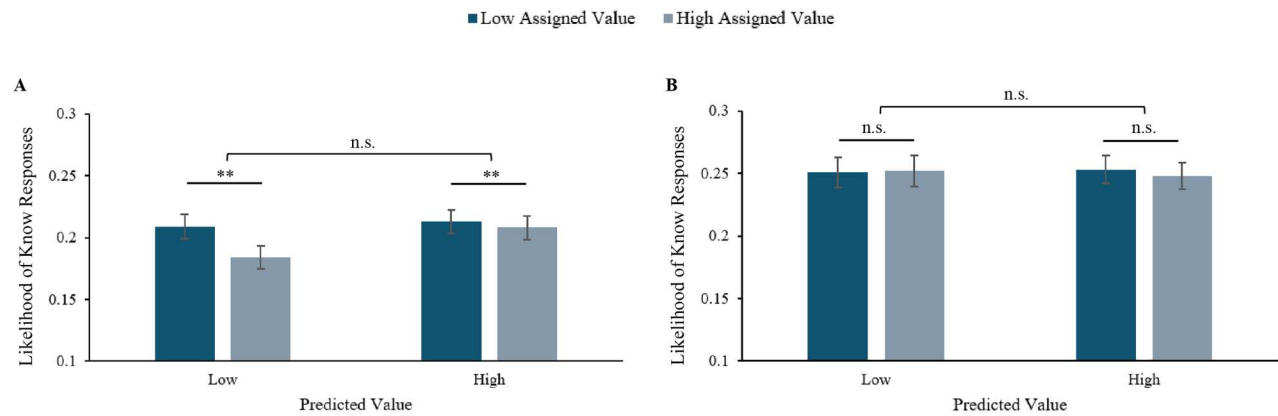 Low Assigned Value High Assigned Value
A
n.s.
**
**
0.3
0.25
0.2
0.15
0.1
Likelihood of Know Responses
Low
High
Predicted Value
B
n.s.
n.s.
n.s.
0.3
0.25
0.2
0.15
0.1
Likelihood of Know Responses
Low
High
Predicted Value